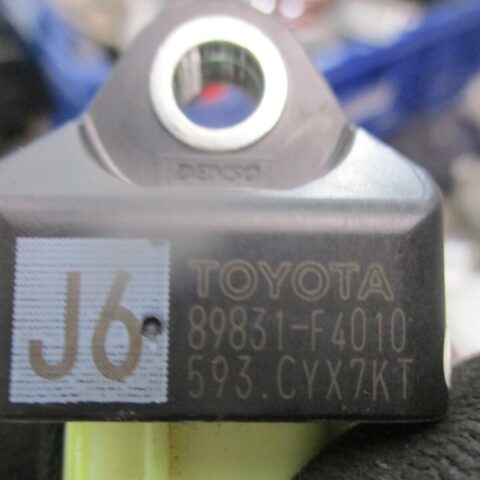 DENSO
J6
TOYOTA
89831-F4010
593.CYX7KT